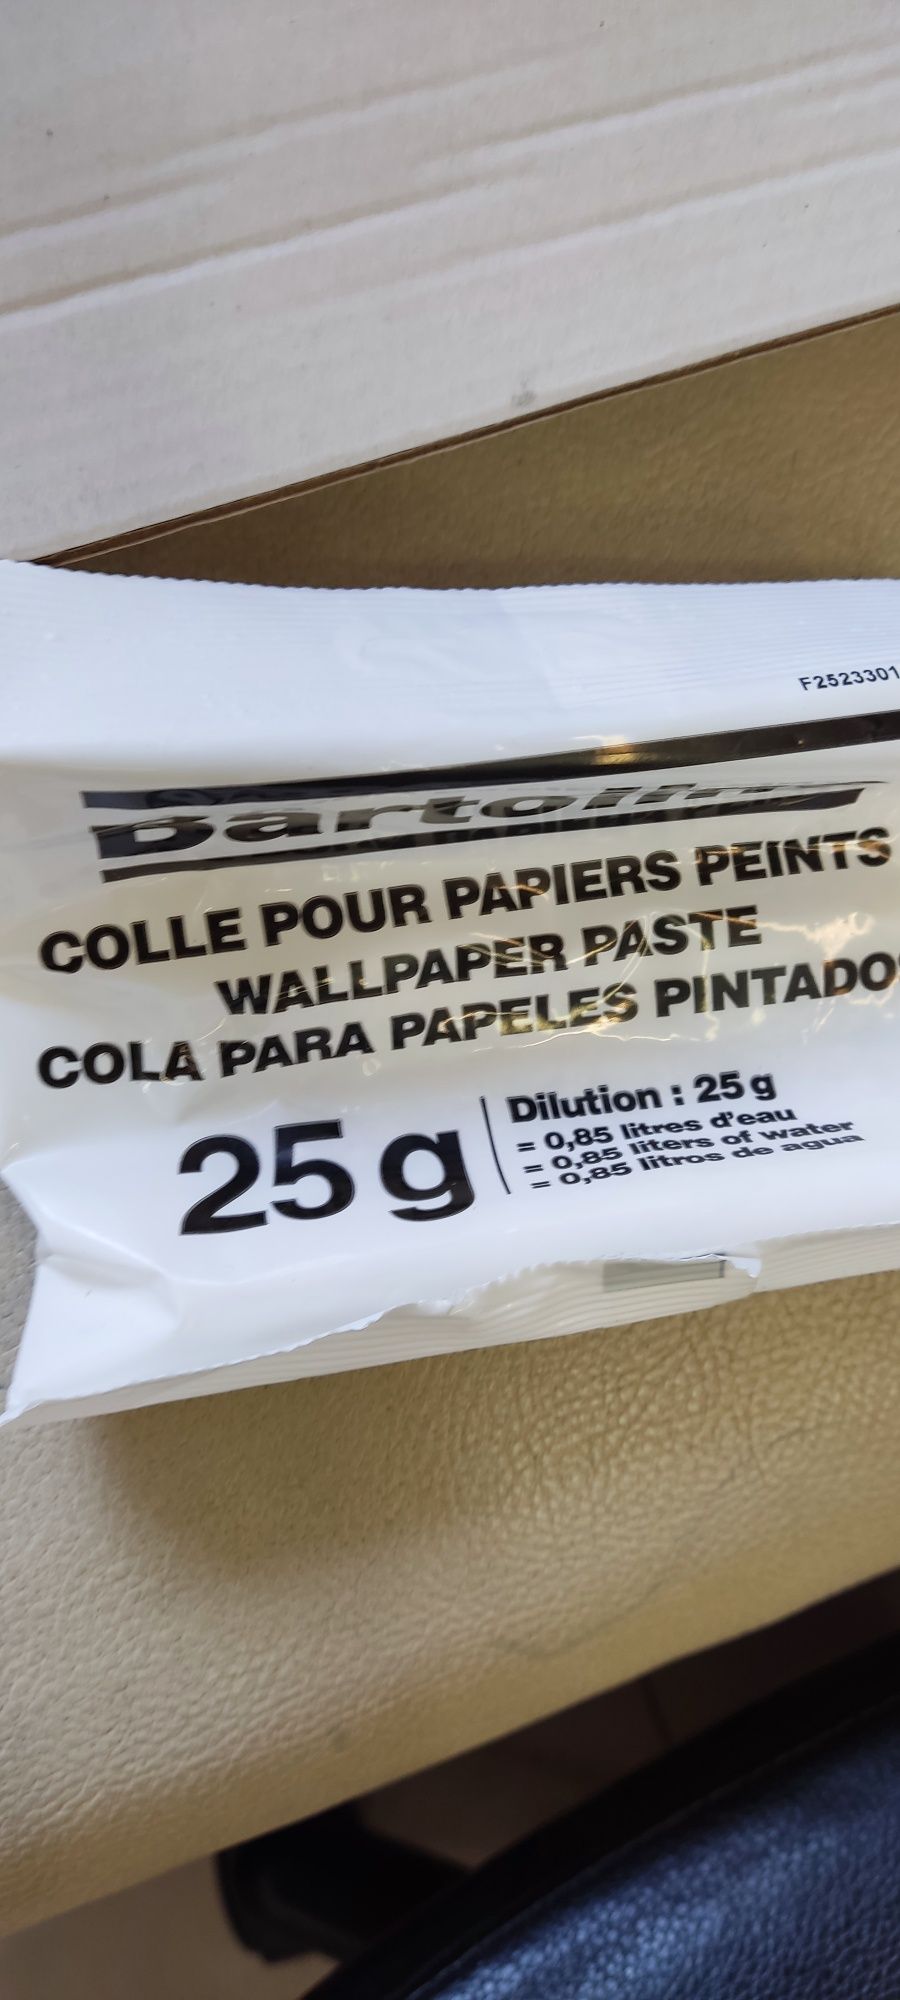 F2523301
COLLE POUR PAPIERS PEINTS
WALLPAPER PASTE
COLA PARA PAPELES PINTADO
25 g
Dilution : 25 g
= 0,85 litres d'eau
= 0,85 liters of water
= 0,85 litros de agua